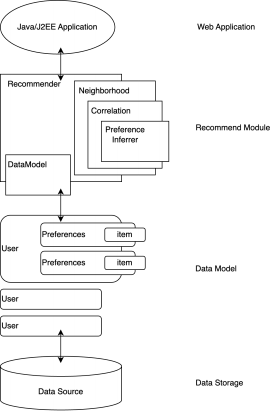 Java/J2EE Application
Web Application
Recommender
Neighborhood
Correlation
Preference
Inferrer
Recommend Module
DataModel
Preferences
item
User
Preferences
item
Data Model
User
User
Data Source
Data Storage